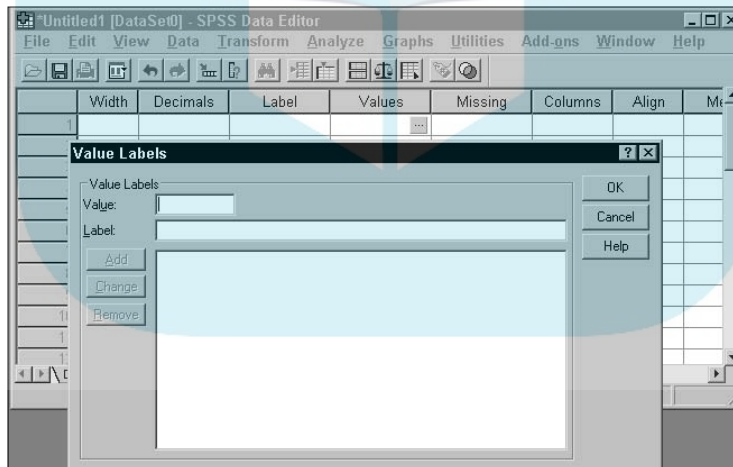 *Untitled1 [DataSet0] - SPSS Data Editor
File Edit View Data Transform Analyze Graphs Utilities Add-ons Window Help
Width Decimals Label Values Missing Columns Align
1 ...
Value Labels ? X
Value Labels
Value:
Label:
Add
Change
Remove
OK
Cancel
Help